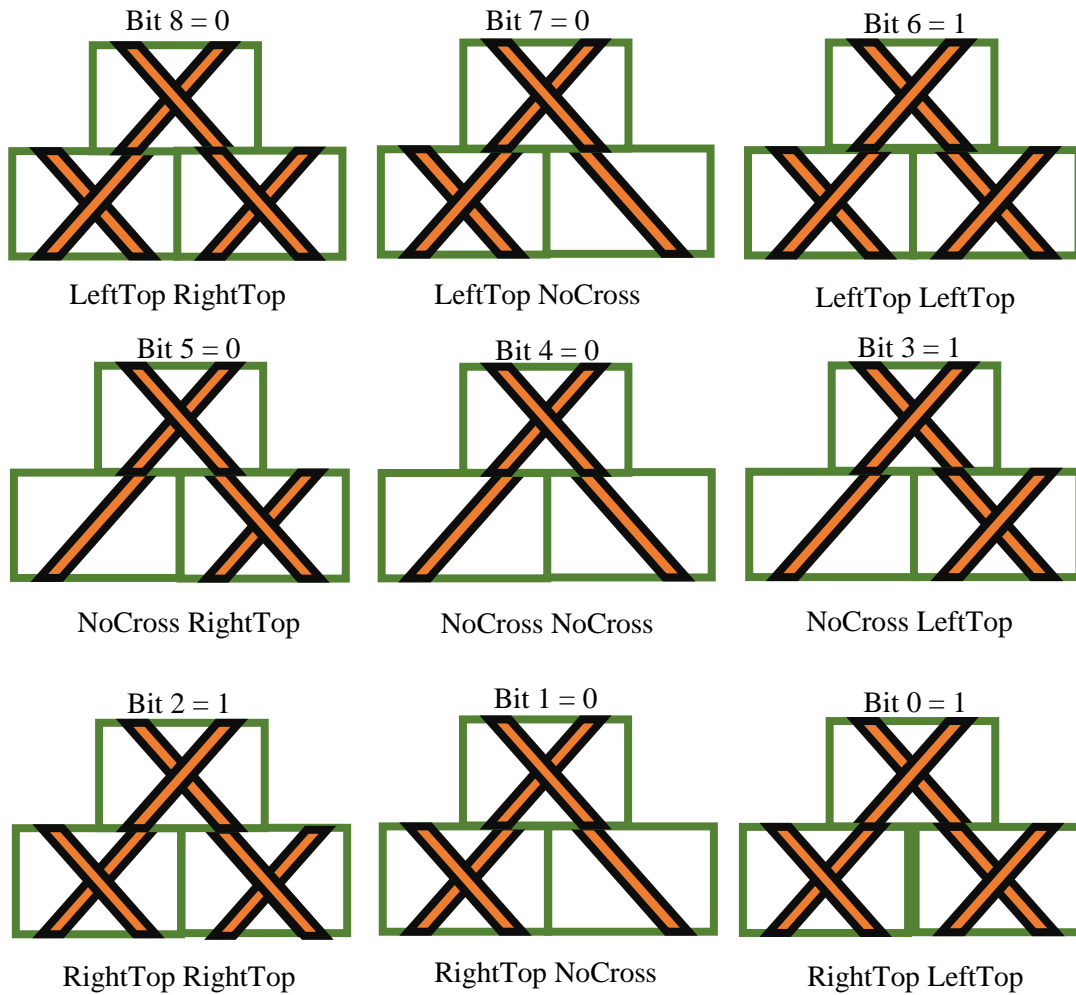 Bit 8 = 0
Bit 7 = 0
Bit 6 = 1
LeftTop RightTop
LeftTop NoCross
LeftTop LeftTop
Bit 5 = 0
Bit 4 = 0
Bit 3 = 1
NoCross RightTop
NoCross NoCross
NoCross LeftTop
Bit 2 = 1
Bit 1 = 0
Bit 0 = 1
RightTop RightTop
RightTop NoCross
RightTop LeftTop